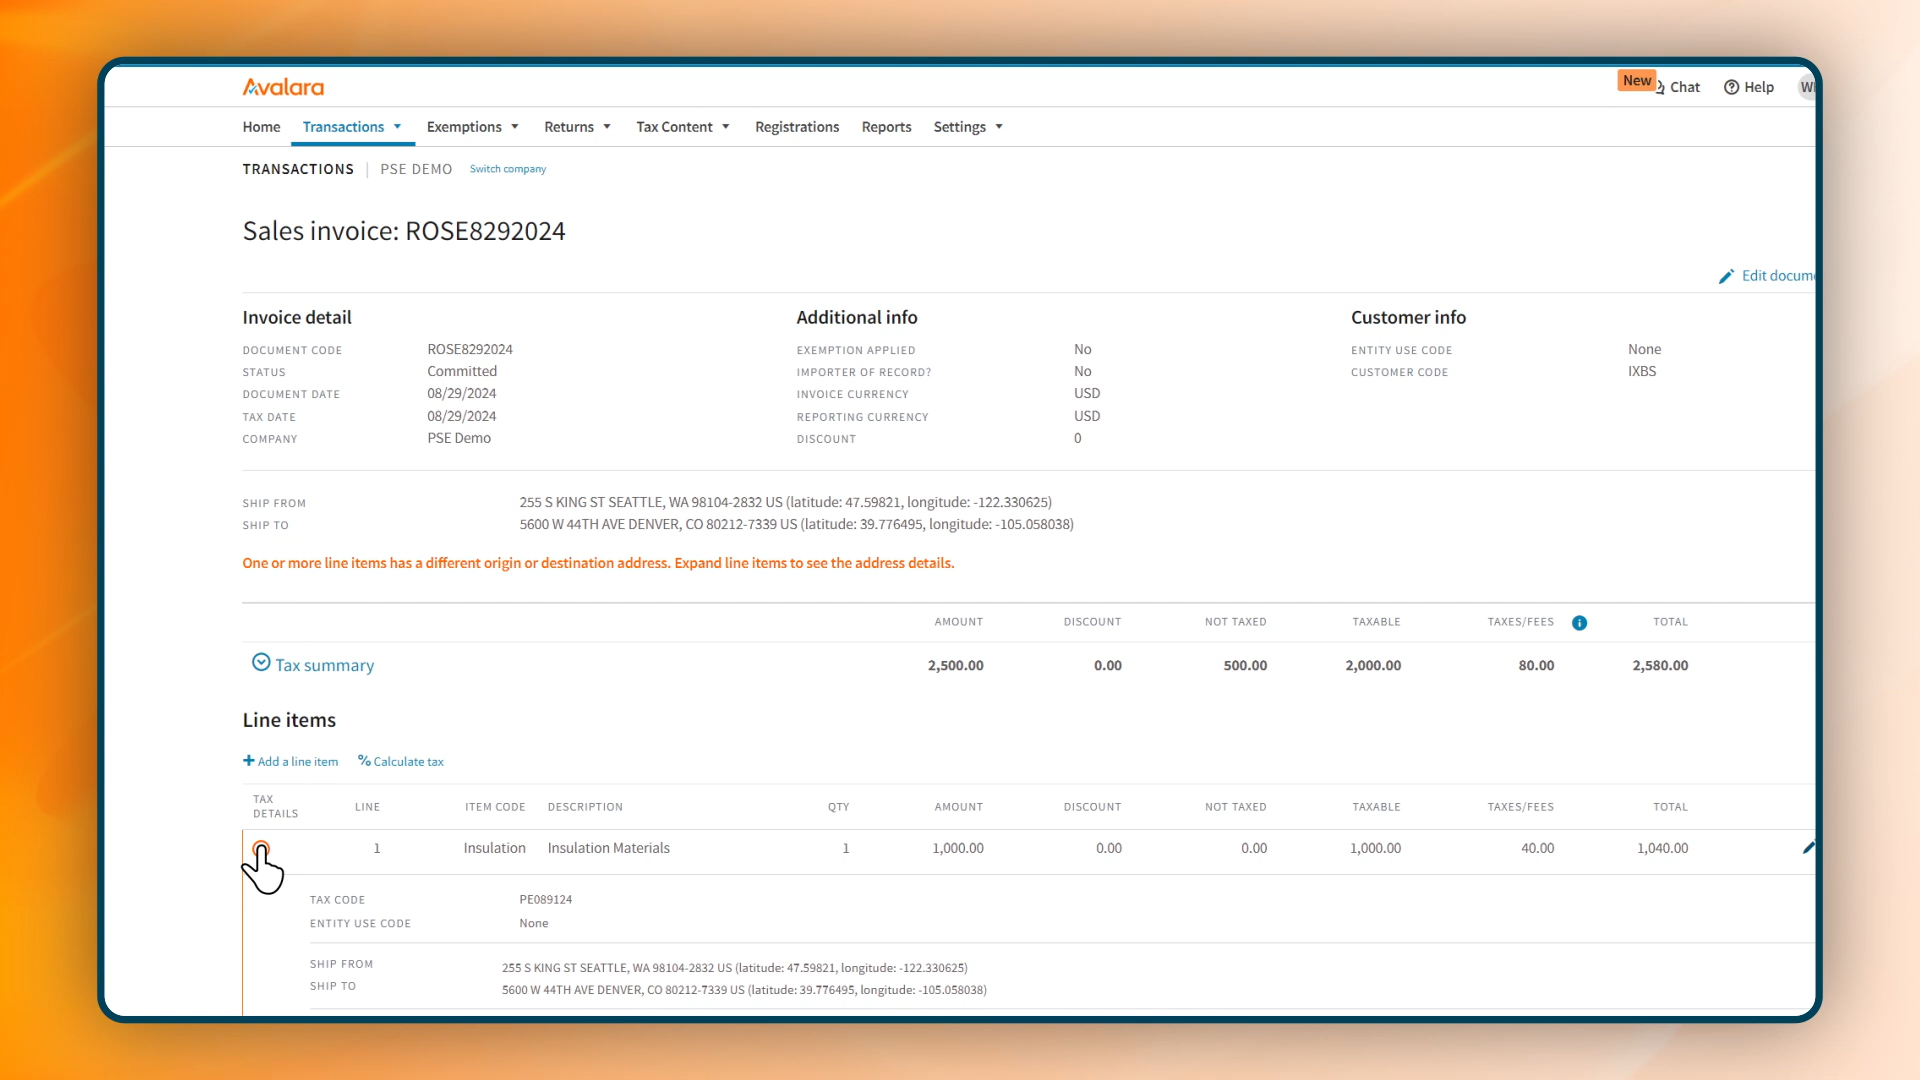 Avalara
New
Chat
Help
Home Transactions Exemptions Returns Tax Content Registrations Reports Settings
TRANSACTIONS | PSE DEMO Switch company
Sales invoice: ROSE8292024
Edit
Invoice detail Additional info Customer info
DOCUMENT CODE ROSE8292024 EXEMPTION APPLIED No ENTITY USE CODE None
STATUS Committed IMPORTER OF RECORD? No CUSTOMER CODE IXBS
DOCUMENT DATE 08/29/2024 INVOICE CURRENCY USD
TAX DATE 08/29/2024 REPORTING CURRENCY USD
COMPANY PSE Demo DISCOUNT 0
SHIP FROM 255 S KING ST SEATTLE, WA 98104-2832 US (latitude: 47.59821, longitude: -122.330625)
SHIP TO 5600 W 44TH AVE DENVER, CO 80212-7339 US (latitude: 39.776495, longitude: -105.058038)
One or more line items has a different origin or destination address. Expand line items to see the address details.
AMOUNT DISCOUNT NOT TAXED TAXABLE TAXES/FEES TOTAL
Tax summary 2,500.00 0.00 500.00 2,000.00 80.00 2,580.00
Line items
+ Add a line item % Calculate tax
TAX DETAILS LINE ITEM CODE DESCRIPTION QTY AMOUNT DISCOUNT NOT TAXED TAXABLE TAXES/FEES TOTAL
1 Insulation Insulation Materials 1 1,000.00 0.00 0.00 1,000.00 40.00 1,040.00
TAX CODE PE089124
ENTITY USE CODE None
SHIP FROM 255 S KING ST SEATTLE, WA 98104-2832 US (latitude: 47.59821, longitude: -122.330625)
SHIP TO 5600 W 44TH AVE DENVER, CO 80212-7339 US (latitude: 39.776495, longitude: -105.058038)